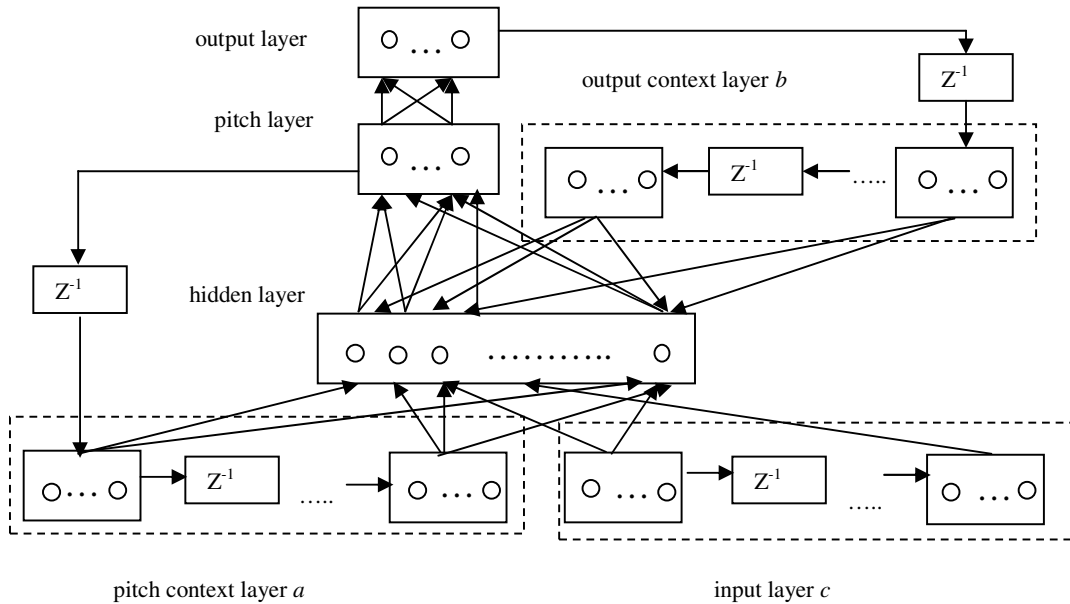 output layer
...
Z⁻¹
output context layer b
pitch layer
...
...
Z⁻¹
.....
...
Z⁻¹
hidden layer
............
...
Z⁻¹
.....
...
...
Z⁻¹
.....
...
pitch context layer a
input layer c